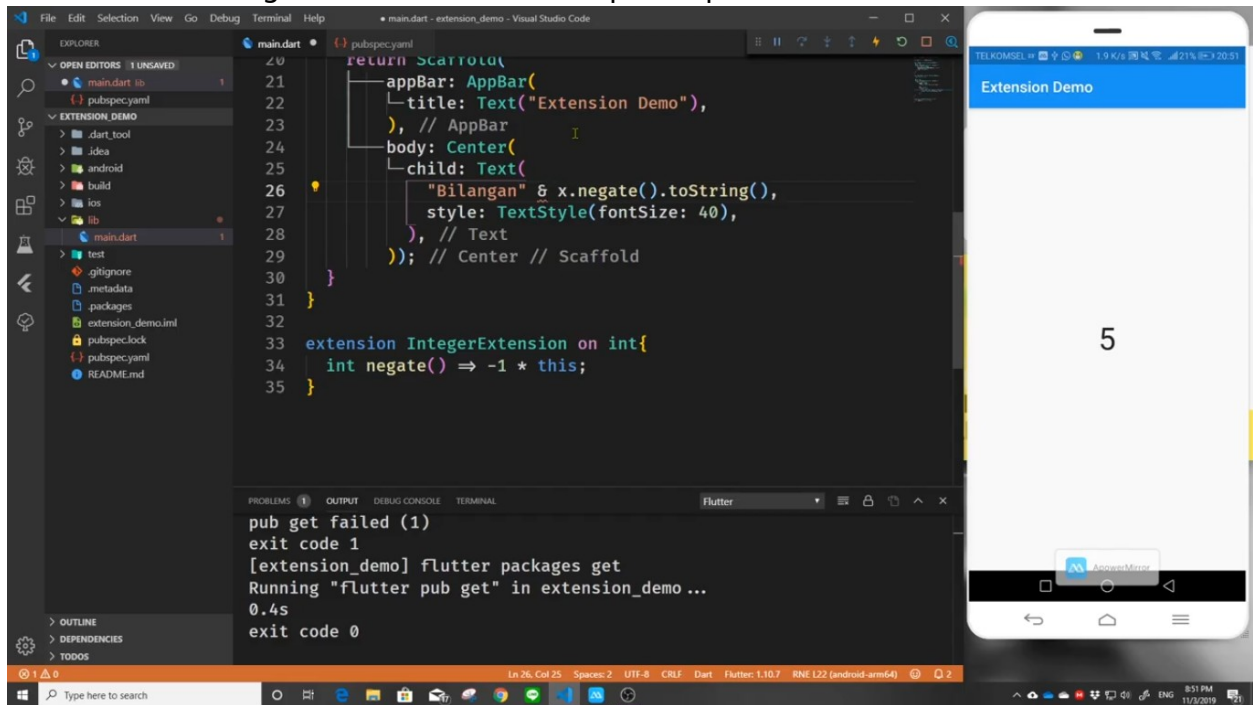 File Edit Selection View Go Debug Terminal Help
• main.dart - extension_demo - Visual Studio Code
EXPLORER
OPEN EDITORS 1 UNSAVED
main.dart lib 1
pubspec.yaml
EXTENSION_DEMO
.dart_tool
.idea
android
build
ios
lib
main.dart 1
test
.gitignore
.metadata
.packages
extension_demo.iml
pubspec.lock
pubspec.yaml
README.md
OUTLINE
DEPENDENCIES
TODOS
main.dart
pubspec.yaml
20 return Scaffold(
21 appBar: AppBar(
22 title: Text("Extension Demo"),
23 ), // AppBar
24 body: Center(
25 child: Text(
26 "Bilangan" & x.negate().toString(),
27 style: TextStyle(fontSize: 40),
28 ), // Text
29 )); // Center // Scaffold
30 }
31 }
32
33 extension IntegerExtension on int{
34 int negate() ⇒ -1 * this;
35 }
PROBLEMS 1 OUTPUT DEBUG CONSOLE TERMINAL Flutter
pub get failed (1)
exit code 1
[extension_demo] flutter packages get
Running "flutter pub get" in extension_demo...
0.4s
exit code 0
1 0 Ln 26, Col 25 Spaces: 2 UTF-8 CRLF Dart Flutter: 1.10.7 RNE L22 (android-arm64) 2
TELKOMSEL 1.9 K/s 21% 20:51
Extension Demo
5
ApowerMirror
Type here to search
ENG 8:51 PM
11/3/2019